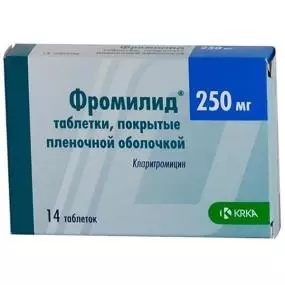 Фромилид®
250 мг
таблетки, покрытые
пленочной оболочкой
Кларитромицин
14 таблеток
KRKA